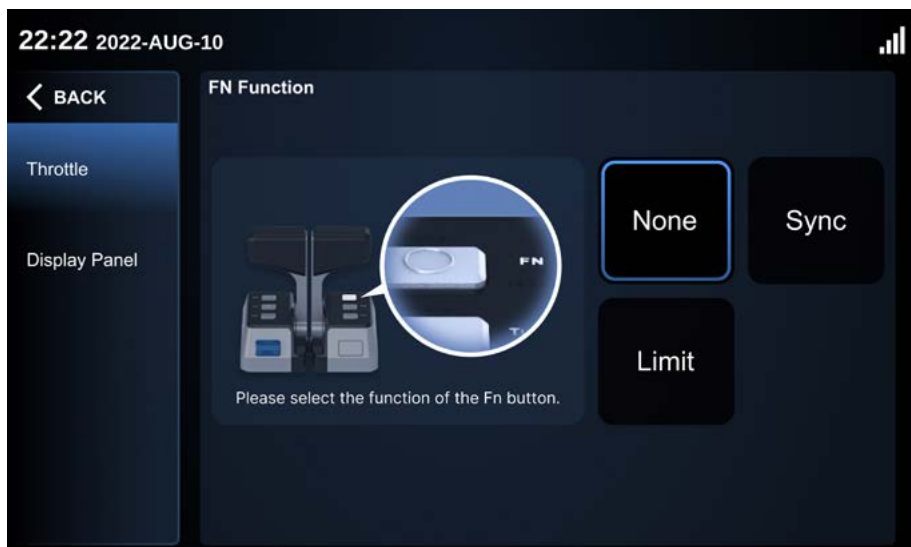 22:22 2022-AUG-10
BACK
FN Function
Throttle
Display Panel
FN
None
Sync
Limit
Please select the function of the Fn button.